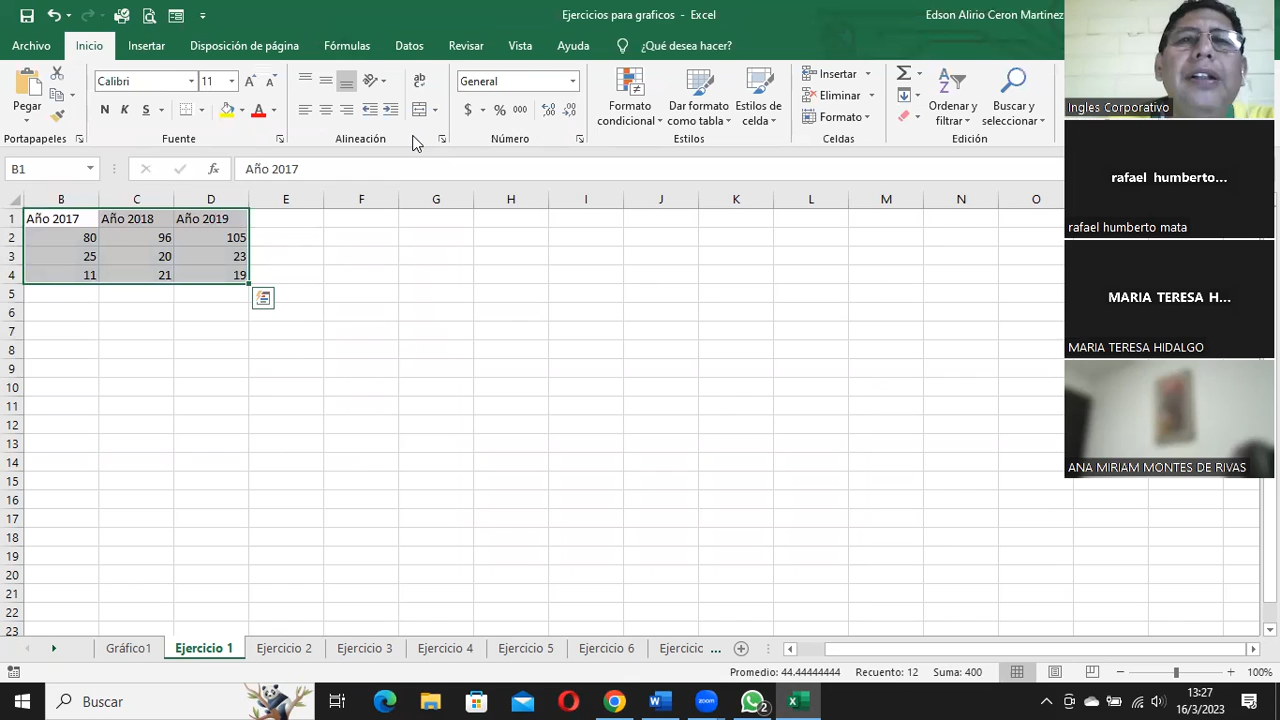 Ejercicios para graficos - Excel
Edson Alirio Ceron Martinez
Archivo Inicio Insertar Disposición de página Fórmulas Datos Revisar Vista Ayuda ¿Qué desea hacer?
Pegar
Portapapeles
Calibri 11
N K S
Fuente
Alineación
ab
General
$ % 000
Número
Formato condicional
Dar formato como tabla
Estilos de celda
Estilos
Insertar
Eliminar
Formato
Celdas
Ordenar y filtrar
Buscar y seleccionar
Edición
B1 fx Año 2017
B C D E F G H I J K L M N O
1 Año 2017 Año 2018 Año 2019
2 80 96 105
3 25 20 23
4 11 21 19
5
6
7
8
9
10
11
12
13
14
15
16
17
18
19
20
21
22
23
Ingles Corporativo
rafael humberto...
rafael humberto mata
MARIA TERESA H...
MARIA TERESA HIDALGO
ANA MIRIAM MONTES DE RIVAS
Gráfico1 Ejercicio 1 Ejercicio 2 Ejercicio 3 Ejercicio 4 Ejercicio 5 Ejercicio 6 Ejercicic ...
Promedio: 44.44444444 Recuento: 12 Suma: 400 100%
Buscar
zoom
2
13:27
16/3/2023